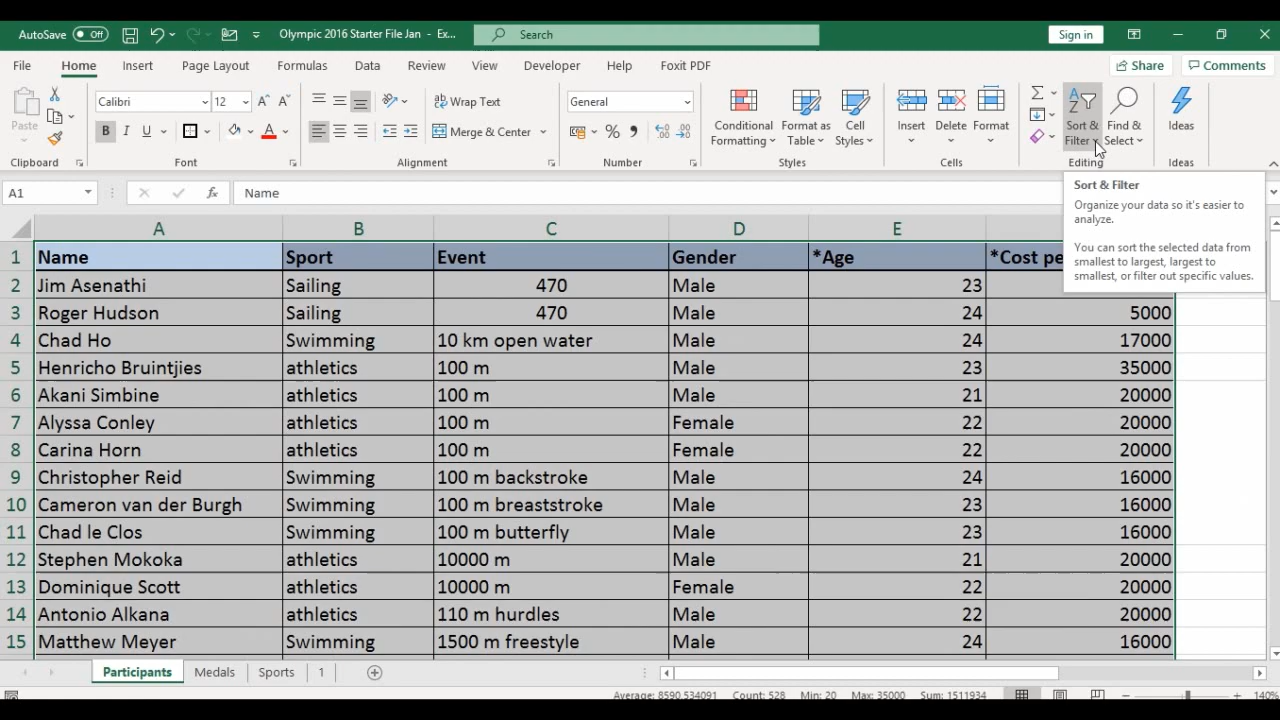 AutoSave Off Olympic 2016 Starter File Jan - Ex... Search Sign in
File Home Insert Page Layout Formulas Data Review View Developer Help Foxit PDF Share Comments
Calibri 12 Wrap Text General
Paste B I U Merge & Center % Conditional Formatting Format as Table Cell Styles Insert Delete Format Sort & Filter Find & Select Ideas
Clipboard Font Alignment Number Styles Cells Editing Ideas
A1 fx Name
Sort & Filter
Organize your data so it's easier to
analyze.
You can sort the selected data from
smallest to largest, largest to
smallest, or filter out specific values.
A B C D E
1 Name Sport Event Gender *Age *Cost pe
2 Jim Asenathi Sailing 470 Male 23
3 Roger Hudson Sailing 470 Male 24 5000
4 Chad Ho Swimming 10 km open water Male 24 17000
5 Henricho Bruintjies athletics 100 m Male 23 35000
6 Akani Simbine athletics 100 m Male 21 20000
7 Alyssa Conley athletics 100 m Female 22 20000
8 Carina Horn athletics 100 m Female 22 20000
9 Christopher Reid Swimming 100 m backstroke Male 24 16000
10 Cameron van der Burgh Swimming 100 m breaststroke Male 23 16000
11 Chad le Clos Swimming 100 m butterfly Male 23 16000
12 Stephen Mokoka athletics 10000 m Male 21 20000
13 Dominique Scott athletics 10000 m Female 22 20000
14 Antonio Alkana athletics 110 m hurdles Male 22 20000
15 Matthew Meyer Swimming 1500 m freestyle Male 24 16000
Participants Medals Sports 1
Average: 8590.534091 Count: 528 Min: 20 Max: 35000 Sum: 1511934 140%